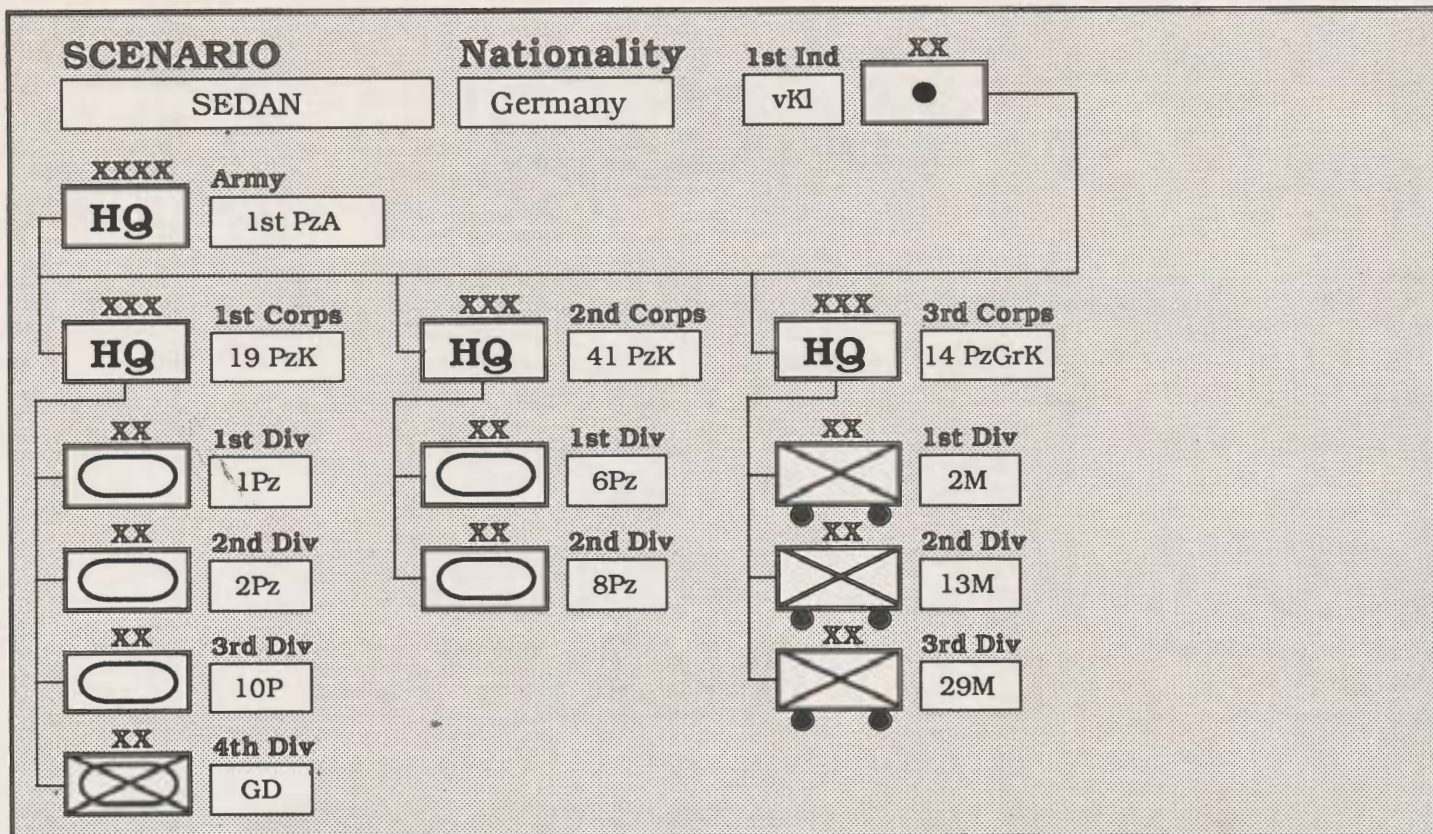 SCENARIO Nationality 1st Ind XX
SEDAN Germany vKl
XXXX Army
HQ 1st PzA
XXX 1st Corps XXX 2nd Corps XXX 3rd Corps
HQ 19 PzK HQ 41 PzK HQ 14 PzGrK
XX 1st Div XX 1st Div XX 1st Div
1Pz 6Pz 2M
XX 2nd Div XX 2nd Div XX 2nd Div
2Pz 8Pz 13M
XX 3rd Div XX 3rd Div
10P 29M
XX 4th Div
GD